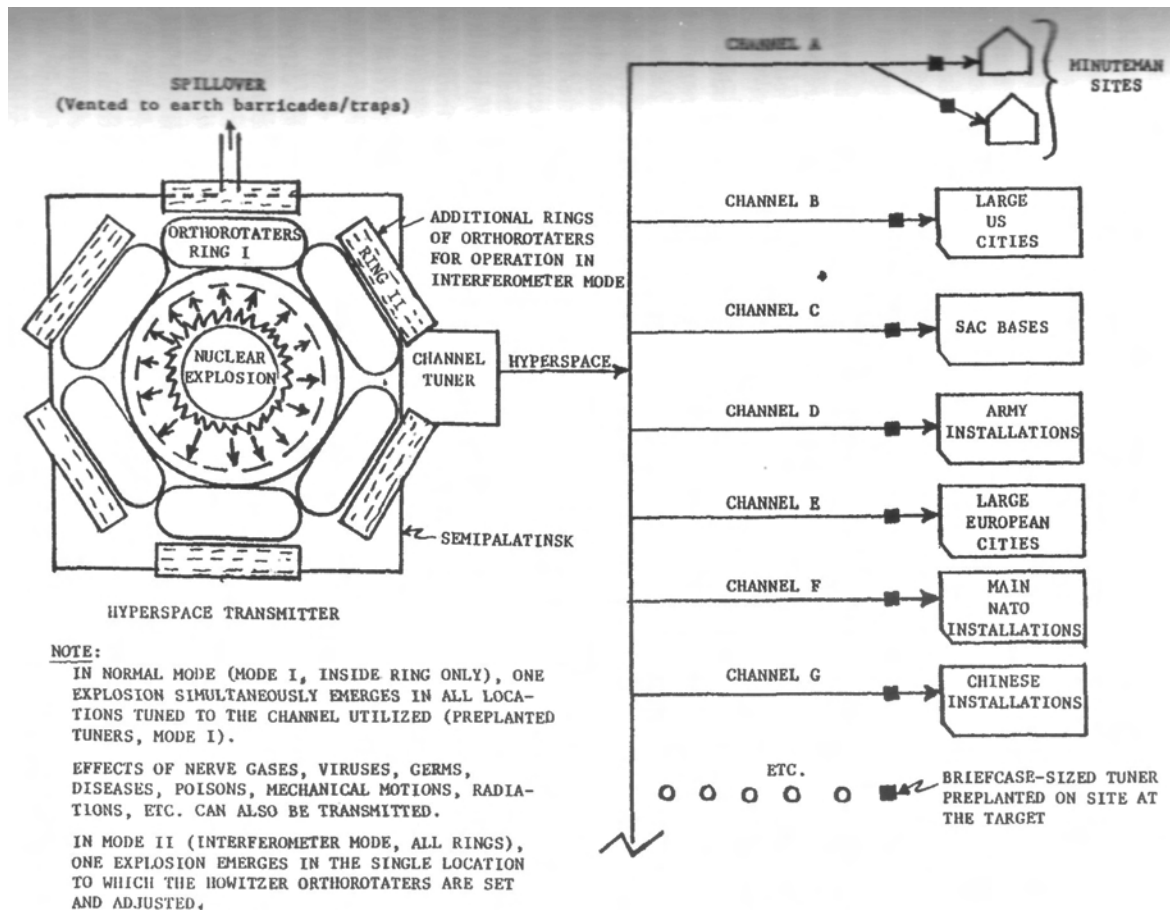 SPILLOVER
(Vented to earth barricades/traps)
ORTHOROTATERS
RING I
RING II
ADDITIONAL RINGS
OF ORTHOROTATERS
FOR OPERATION IN
INTERFEROMETER MODE
NUCLEAR
EXPLOSION
CHANNEL
TUNER
HYPERSPACE
SEMIPALATINSK
HYPERSPACE TRANSMITTER
NOTE:
IN NORMAL MODE (MODE I, INSIDE RING ONLY), ONE
EXPLOSION SIMULTANEOUSLY EMERGES IN ALL LOCA-
TIONS TUNED TO THE CHANNEL UTILIZED (PREPLANTED
TUNERS, MODE I).
EFFECTS OF NERVE GASES, VIRUSES, GERMS,
DISEASES, POISONS, MECHANICAL MOTIONS, RADIA-
TIONS, ETC. CAN ALSO BE TRANSMITTED.
IN MODE II (INTERFEROMETER MODE, ALL RINGS),
ONE EXPLOSION EMERGES IN THE SINGLE LOCATION
TO WHICH THE HOWITZER ORTHOROTATERS ARE SET
AND ADJUSTED.
CHANNEL A
MINUTEMAN
SITES
CHANNEL B
LARGE
US
CITIES
CHANNEL C
SAC BASES
CHANNEL D
ARMY
INSTALLATIONS
CHANNEL E
LARGE
EUROPEAN
CITIES
CHANNEL F
MAIN
NATO
INSTALLATIONS
CHANNEL G
CHINESE
INSTALLATIONS
ETC.
BRIEFCASE-SIZED TUNER
PREPLANTED ON SITE AT
THE TARGET